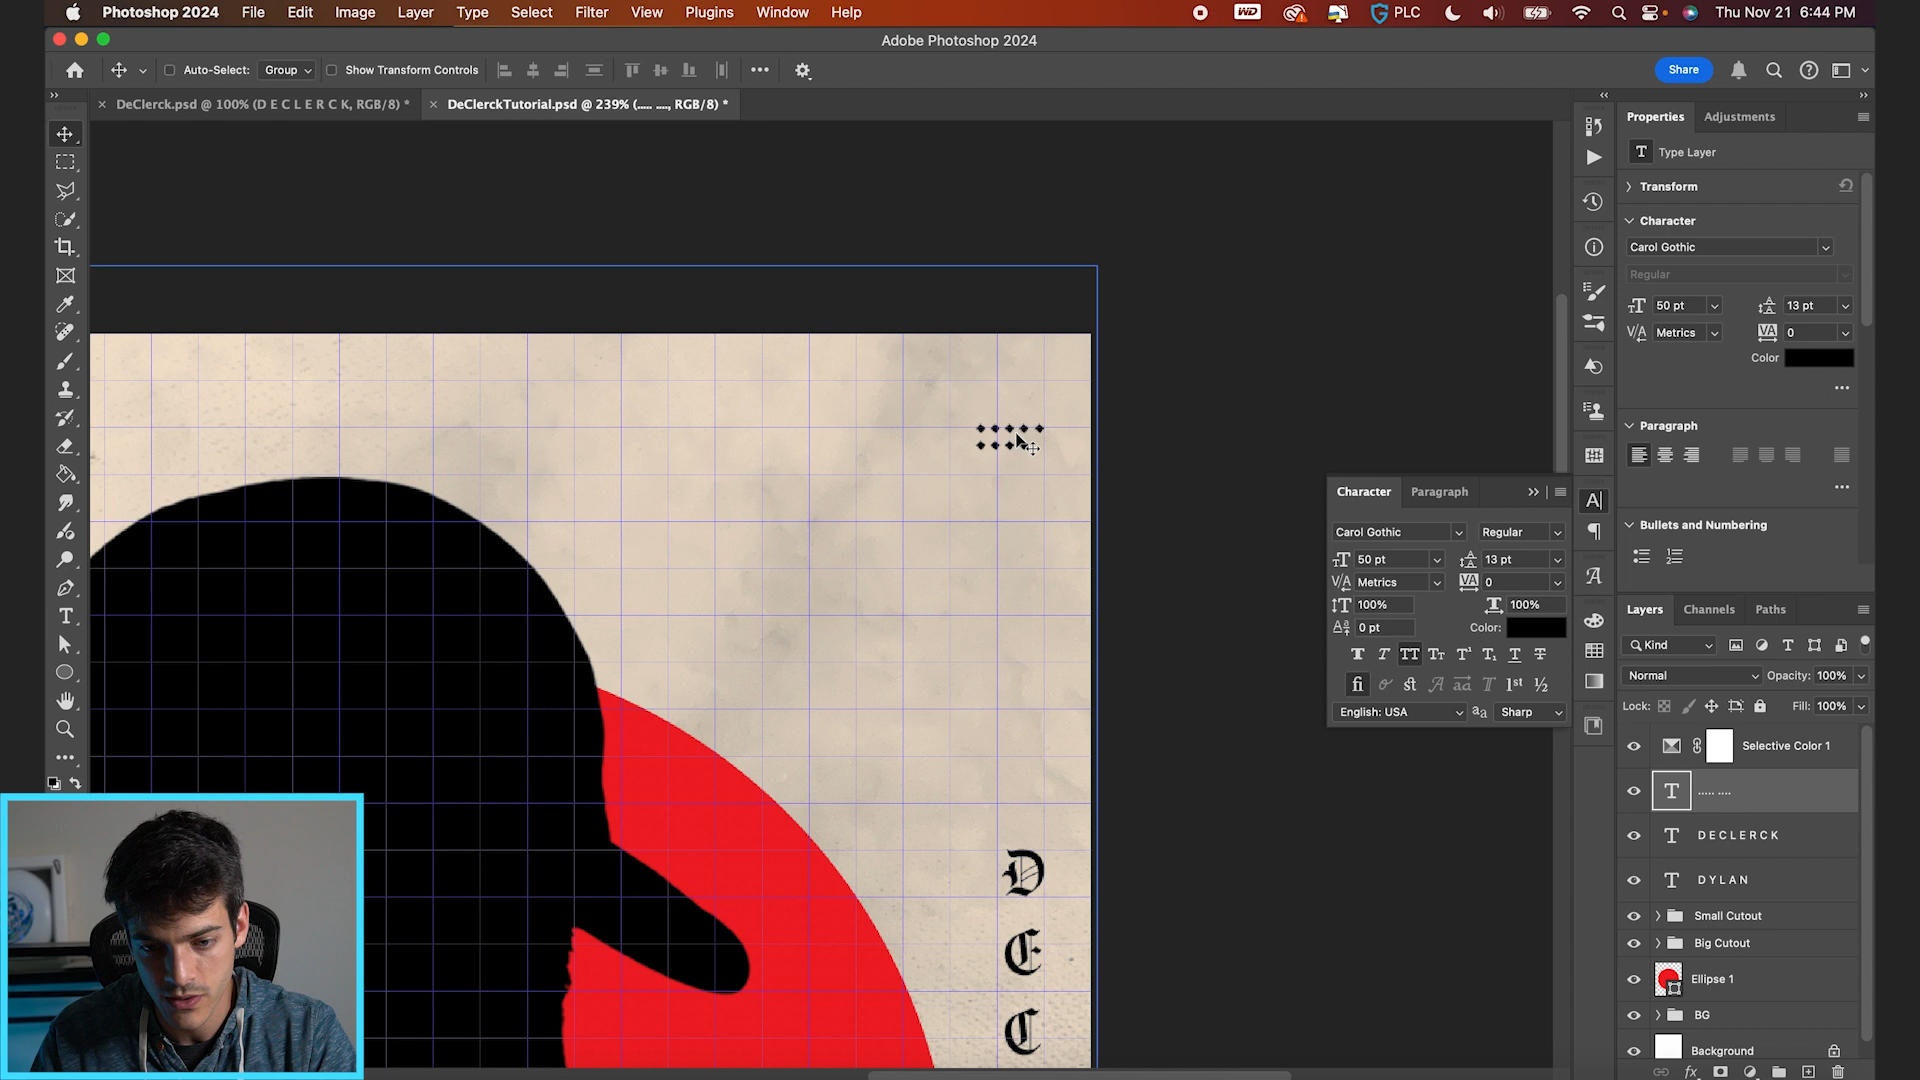 Photoshop 2024 File Edit Image Layer Type Select Filter View Plugins Window Help WD PLC Thu Nov 21 6:44 PM
Adobe Photoshop 2024
Auto-Select: Group Show Transform Controls Share
DeClerck.psd @ 100% (D E C L E R C K, RGB/8) * DeClerckTutorial.psd @ 239% (..... ...., RGB/8) *
Properties Adjustments
Type Layer
Transform
Character
Carol Gothic
Regular
50 pt 13 pt
Metrics 0
Color
Paragraph
Bullets and Numbering
Character Paragraph
Carol Gothic Regular
50 pt 13 pt
Metrics 0
100% 100%
0 pt Color:
English: USA Sharp
Layers Channels Paths
Kind
Normal Opacity: 100%
Lock: Fill: 100%
Selective Color 1
..... ....
D E C L E R C K
D Y L A N
Small Cutout
Big Cutout
Ellipse 1
BG
Background
D
E
C